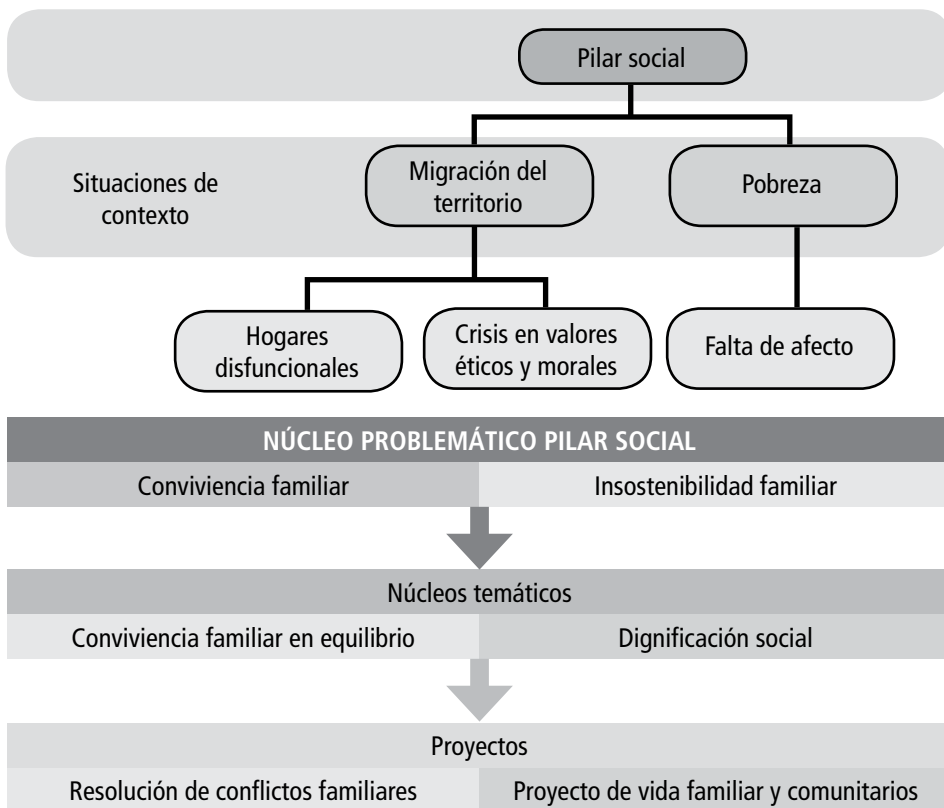 Pilar social
Situaciones de
contexto
Migración del
territorio
Pobreza
Hogares
disfuncionales
Crisis en valores
éticos y morales
Falta de afecto
NÚCLEO PROBLEMÁTICO PILAR SOCIAL
Conviviencia familiar
Insostenibilidad familiar
Núcleos temáticos
Conviviencia familiar en equilibrio
Dignificación social
Proyectos
Resolución de conflictos familiares
Proyecto de vida familiar y comunitarios